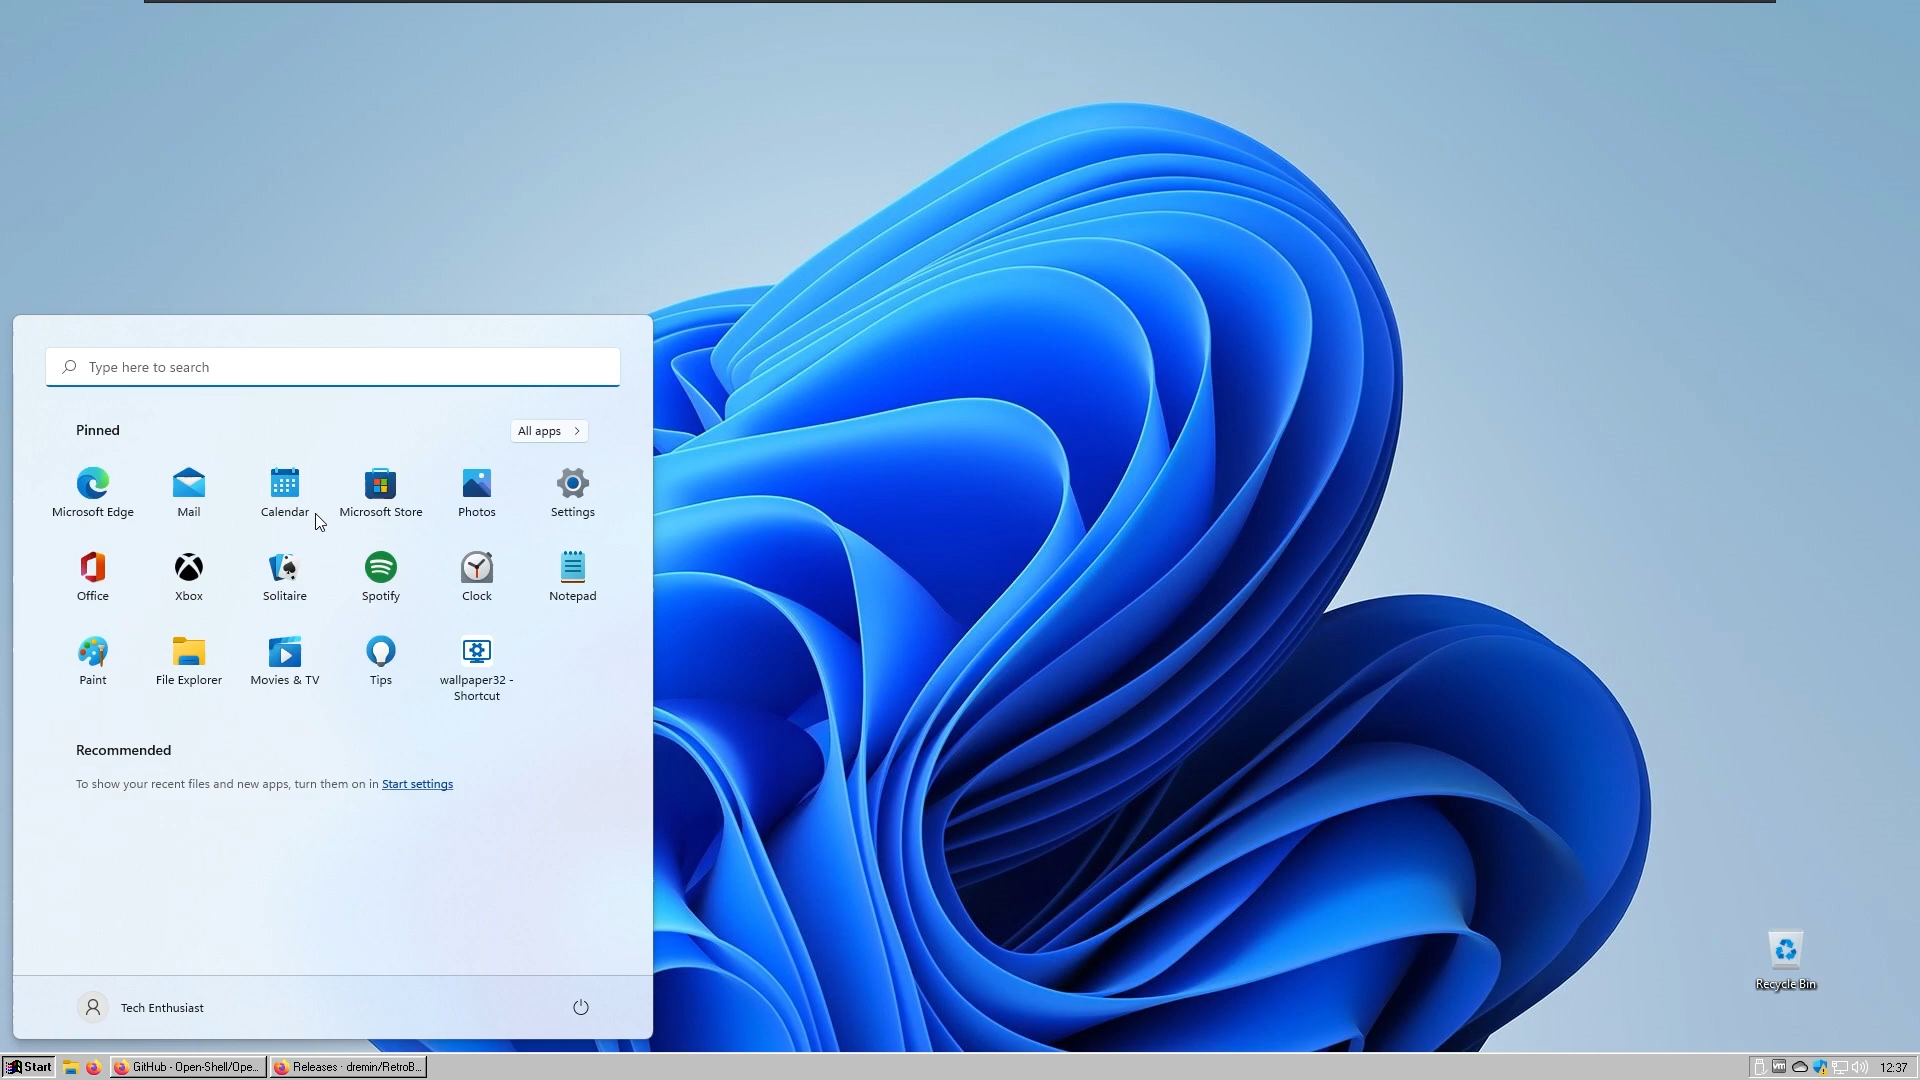 Type here to search
Pinned
All apps
Microsoft Edge
Mail
Calendar
Microsoft Store
Photos
Settings
Office
Xbox
Solitaire
Spotify
Clock
Notepad
Paint
File Explorer
Movies & TV
Tips
wallpaper32 -
Shortcut
Recommended
To show your recent files and new apps, turn them on in Start settings
Tech Enthusiast
Recycle Bin
Start
GitHub - Open-Shell/Ope...
Releases · dremin/RetroB...
vm
12:37